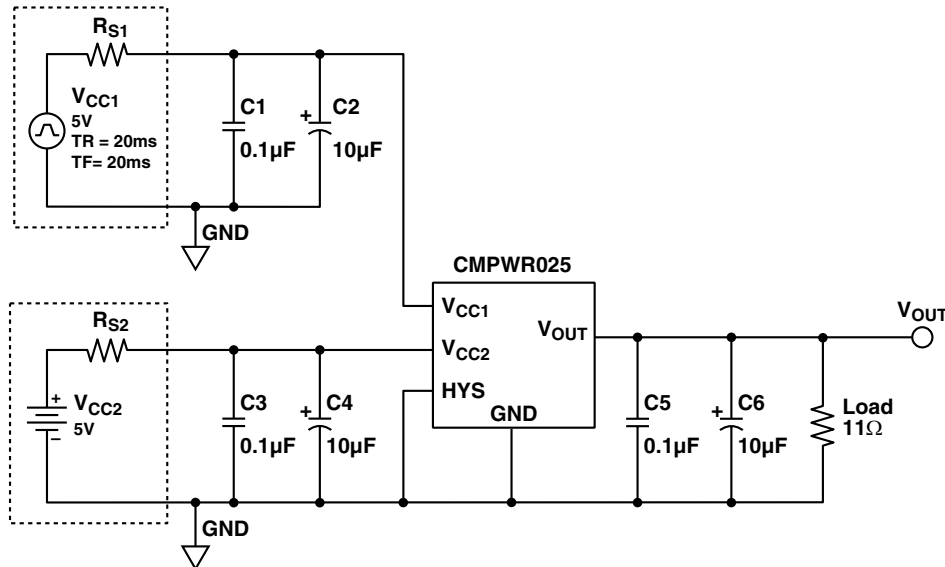 RS1
VCC1
5V
TR = 20ms
TF= 20ms
C1
0.1µF
+
C2
10µF
GND
CMPWR025
VCC1
VCC2
HYS
GND
VOUT
RS2
+
VCC2
5V
–
C3
0.1µF
+
C4
10µF
GND
C5
0.1µF
+
C6
10µF
Load
11Ω
VOUT